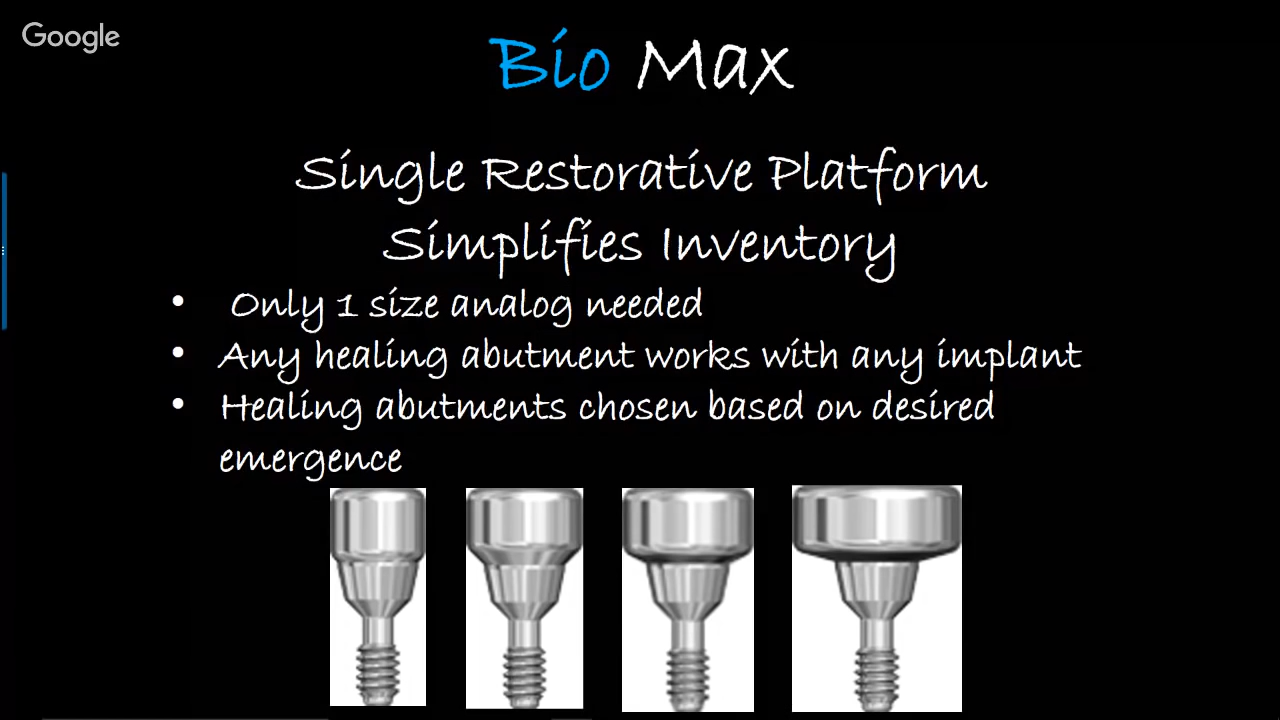 Google
Bio Max
Single Restorative Platform
Simplifies Inventory
• Only 1 size analog needed
• Any healing abutment works with any implant
• Healing abutments chosen based on desired
emergence